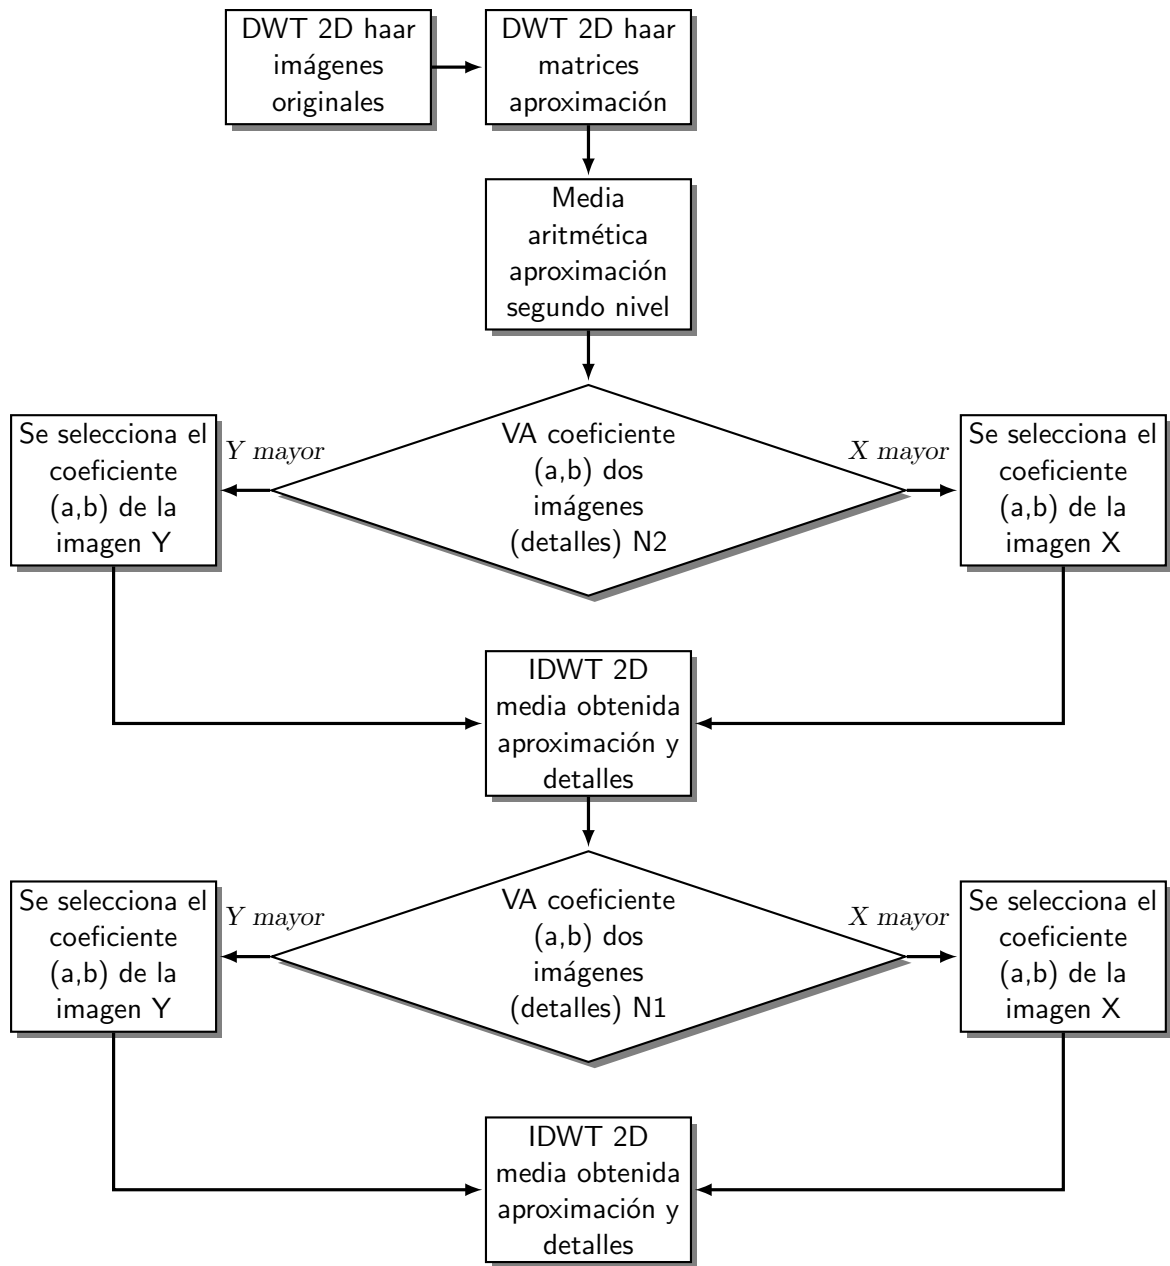 DWT 2D haar
imágenes
originales
DWT 2D haar
matrices
aproximación
Media
aritmética
aproximación
segundo nivel
Se selecciona el
coeficiente
(a,b) de la
imagen Y
Y mayor
VA coeficiente
(a,b) dos
imágenes
(detalles) N2
X mayor
Se selecciona el
coeficiente
(a,b) de la
imagen X
IDWT 2D
media obtenida
aproximación y
detalles
Se selecciona el
coeficiente
(a,b) de la
imagen Y
Y mayor
VA coeficiente
(a,b) dos
imágenes
(detalles) N1
X mayor
Se selecciona el
coeficiente
(a,b) de la
imagen X
IDWT 2D
media obtenida
aproximación y
detalles